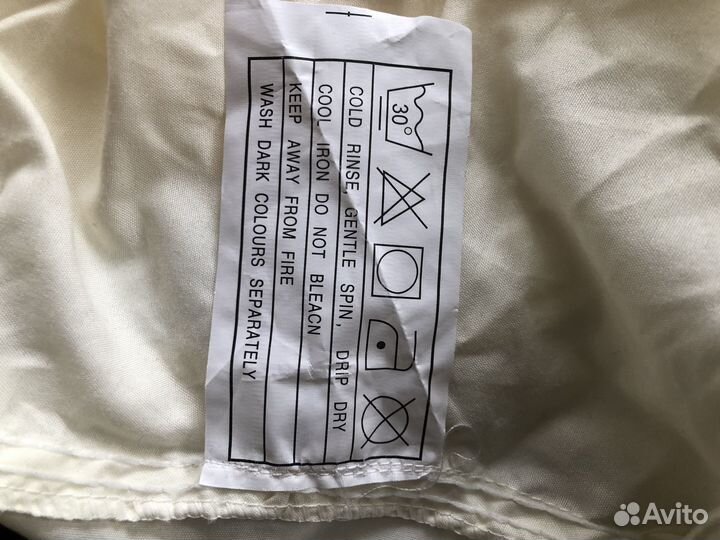 30°
COLD RINSE, GENTLE SPIN, DRIP DRY
COOL IRON DO NOT BLEACN
KEEP AWAY FROM FIRE
WASH DARK COLOURS SEPARATELY
Avito